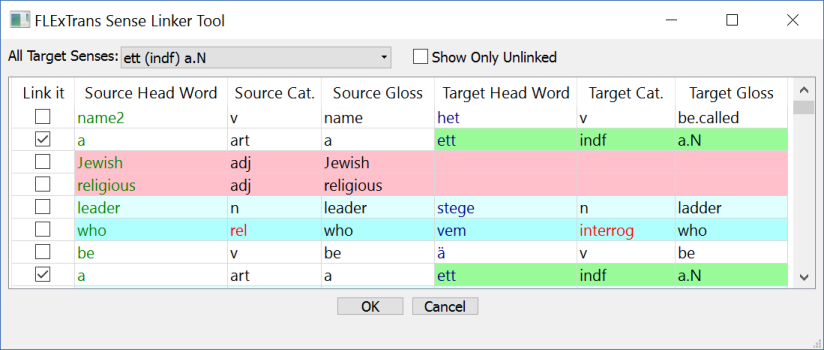 FLExTrans Sense Linker Tool
All Target Senses: ett (indf) a.N Show Only Unlinked
Link it Source Head Word Source Cat. Source Gloss Target Head Word Target Cat. Target Gloss
name2 v name het v be.called
a art a ett indf a.N
Jewish adj Jewish
religious adj religious
leader n leader stege n ladder
who rel who vem interrog who
be v be ä v be
a art a ett indf a.N
OK Cancel